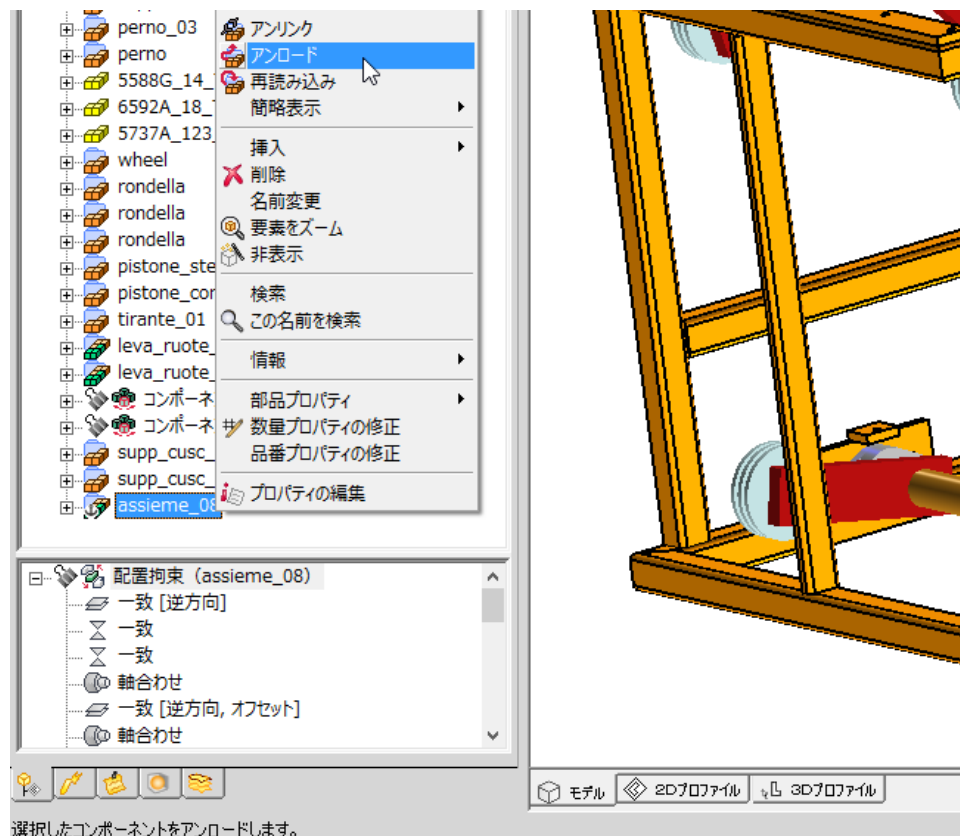 perno_03
perno
5588G_14_
6592A_18_
5737A_123_
wheel
rondella
rondella
rondella
pistone_ste
pistone_cor
tirante_01
leva_ruote_
leva_ruote_
コンポーネ
コンポーネ
supp_cusc_
supp_cusc_
assieme_08
アンリンク
アンロード
再読み込み
簡略表示
挿入
削除
名前変更
要素をズーム
非表示
検索
この名前を検索
情報
部品プロパティ
数量プロパティの修正
品番プロパティの修正
プロパティの編集
配置拘束（assieme_08）
一致 [逆方向]
一致
一致
軸合わせ
一致 [逆方向, オフセット]
軸合わせ
モデル
2Dプロファイル
3Dプロファイル
選択したコンポーネントをアンロードします。